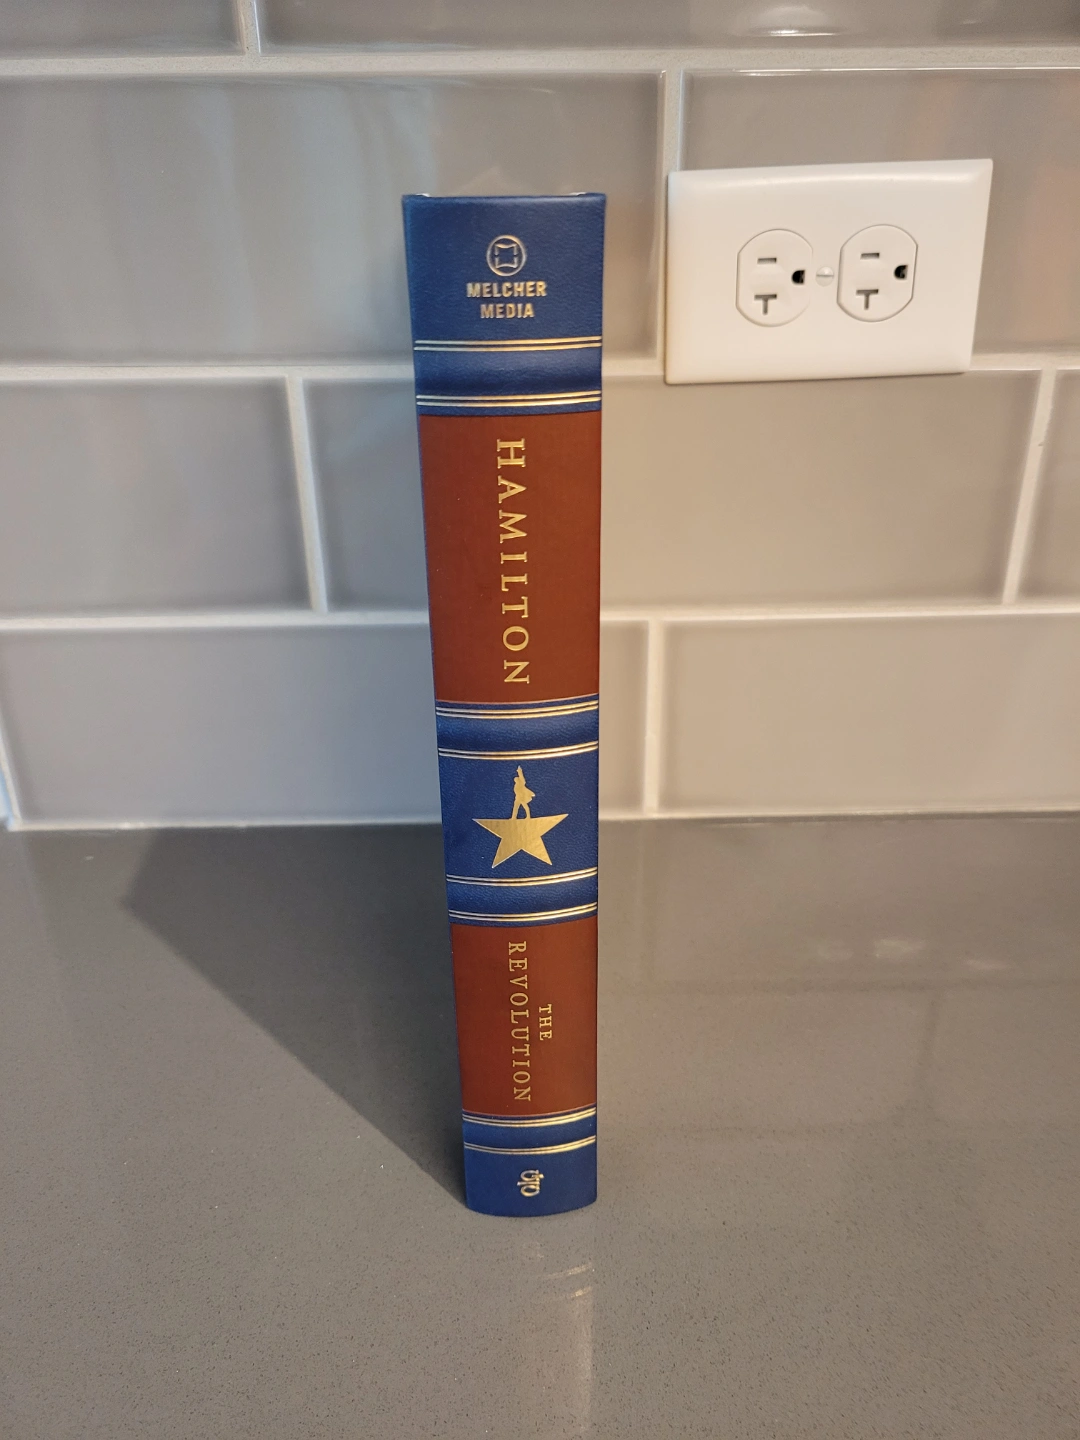 MELCHER
MEDIA
HAMILTON
THE
REVOLUTION